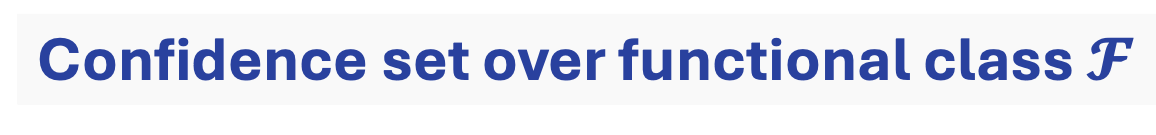 Confidence set over functional class ℱ